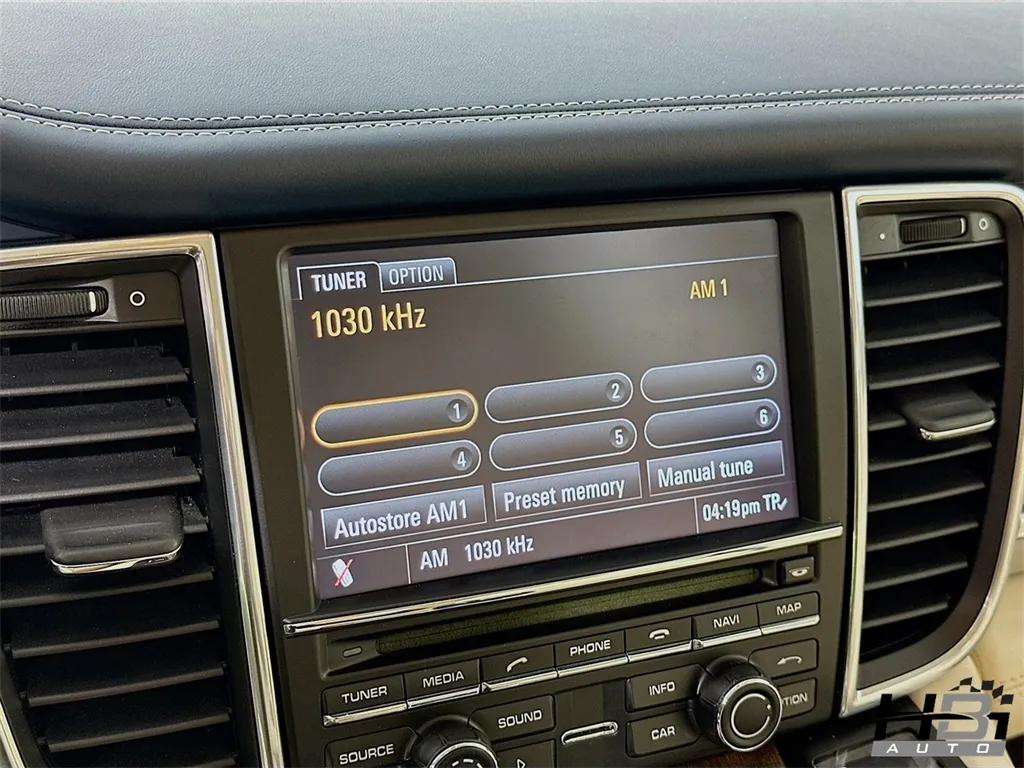 TUNER OPTION
1030 kHz AM 1
1 2 3
4 5 6
Autostore AM1 Preset memory Manual tune
AM 1030 kHz 04:19pm TP
TUNER MEDIA PHONE NAVI MAP
SOURCE SOUND INFO
CAR
HBI
AUTO